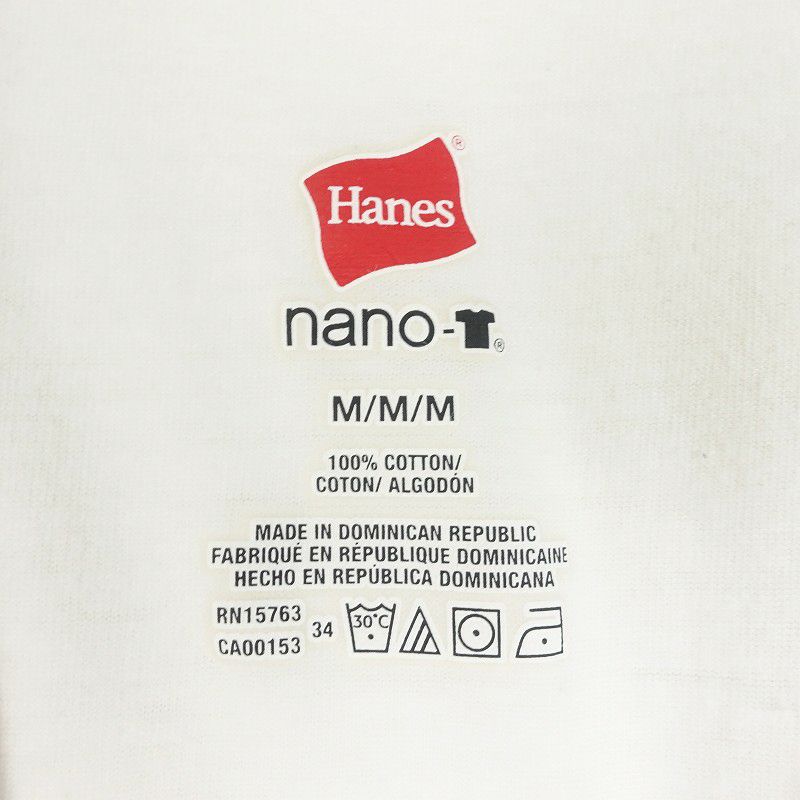 Hanes®
nano-T®
M/M/M
100% COTTON/
COTON/ ALGODÓN
MADE IN DOMINICAN REPUBLIC
FABRIQUÉ EN RÉPUBLIQUE DOMINICAINE
HECHO EN REPÚBLICA DOMINICANA
RN15763
CA00153
34
30°C